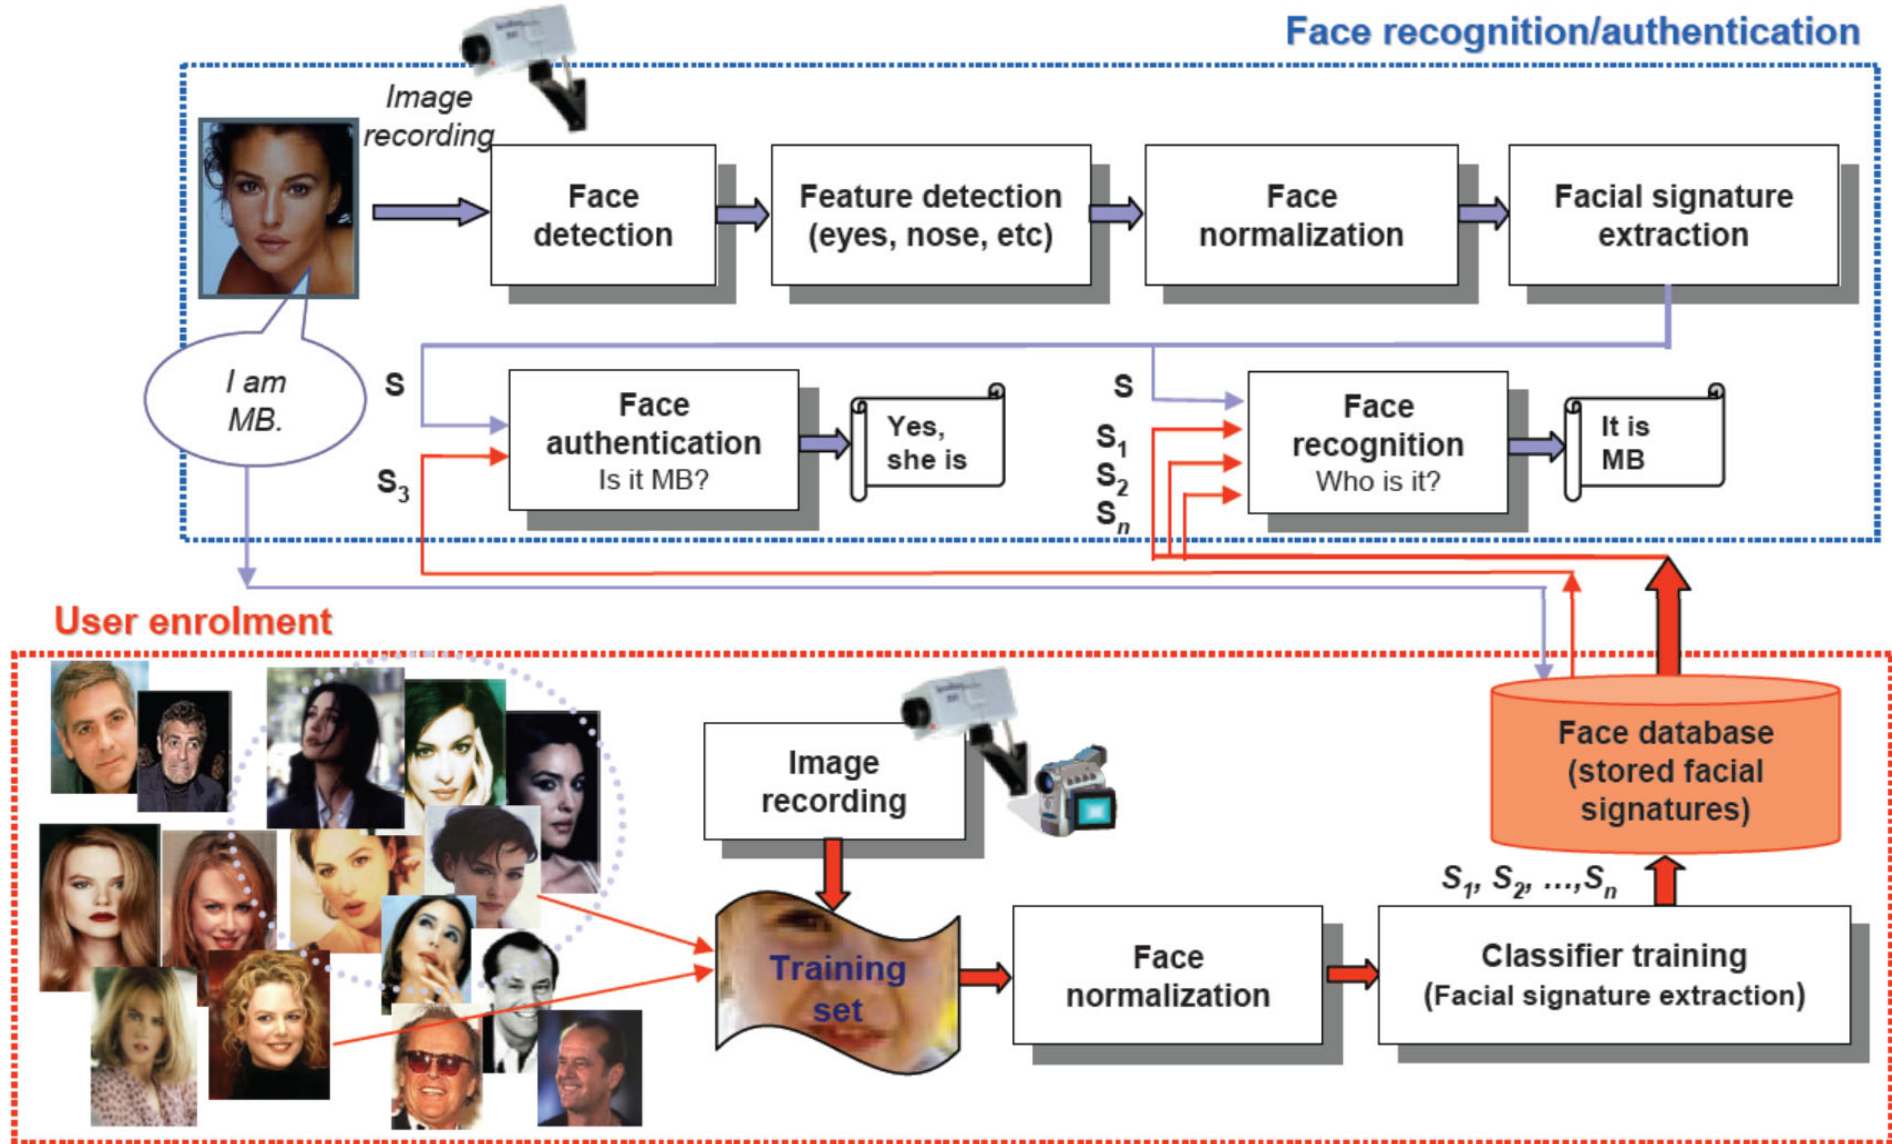 Face recognition/authentication
Image
recording
Face
detection
Feature detection
(eyes, nose, etc)
Face
normalization
Facial signature
extraction
I am
MB.
S
S3
Face
authentication
Is it MB?
Yes,
she is
S
S1
S2
Sn
Face
recognition
Who is it?
It is
MB
User enrolment
Image
recording
Training
set
Face
normalization
Classifier training
(Facial signature extraction)
S1, S2, ...,Sn
Face database
(stored facial
signatures)